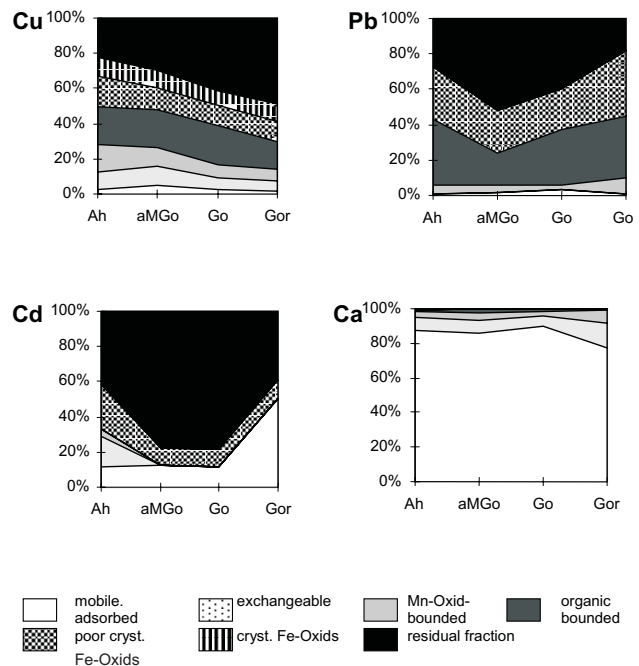 Cu
100%
80%
60%
40%
20%
0%
Ah aMGo Go Gor
Pb
100%
80%
60%
40%
20%
0%
Ah aMGo Go Go
Cd
100%
80%
60%
40%
20%
0%
Ah aMGo Go Gor
Ca
100%
80%
60%
40%
20%
0%
Ah aMGo Go Gor
mobile.
adsorbed
exchangeable
Mn-Oxid-
bounded
organic
bounded
poor cryst.
Fe-Oxids
cryst. Fe-Oxids
residual fraction